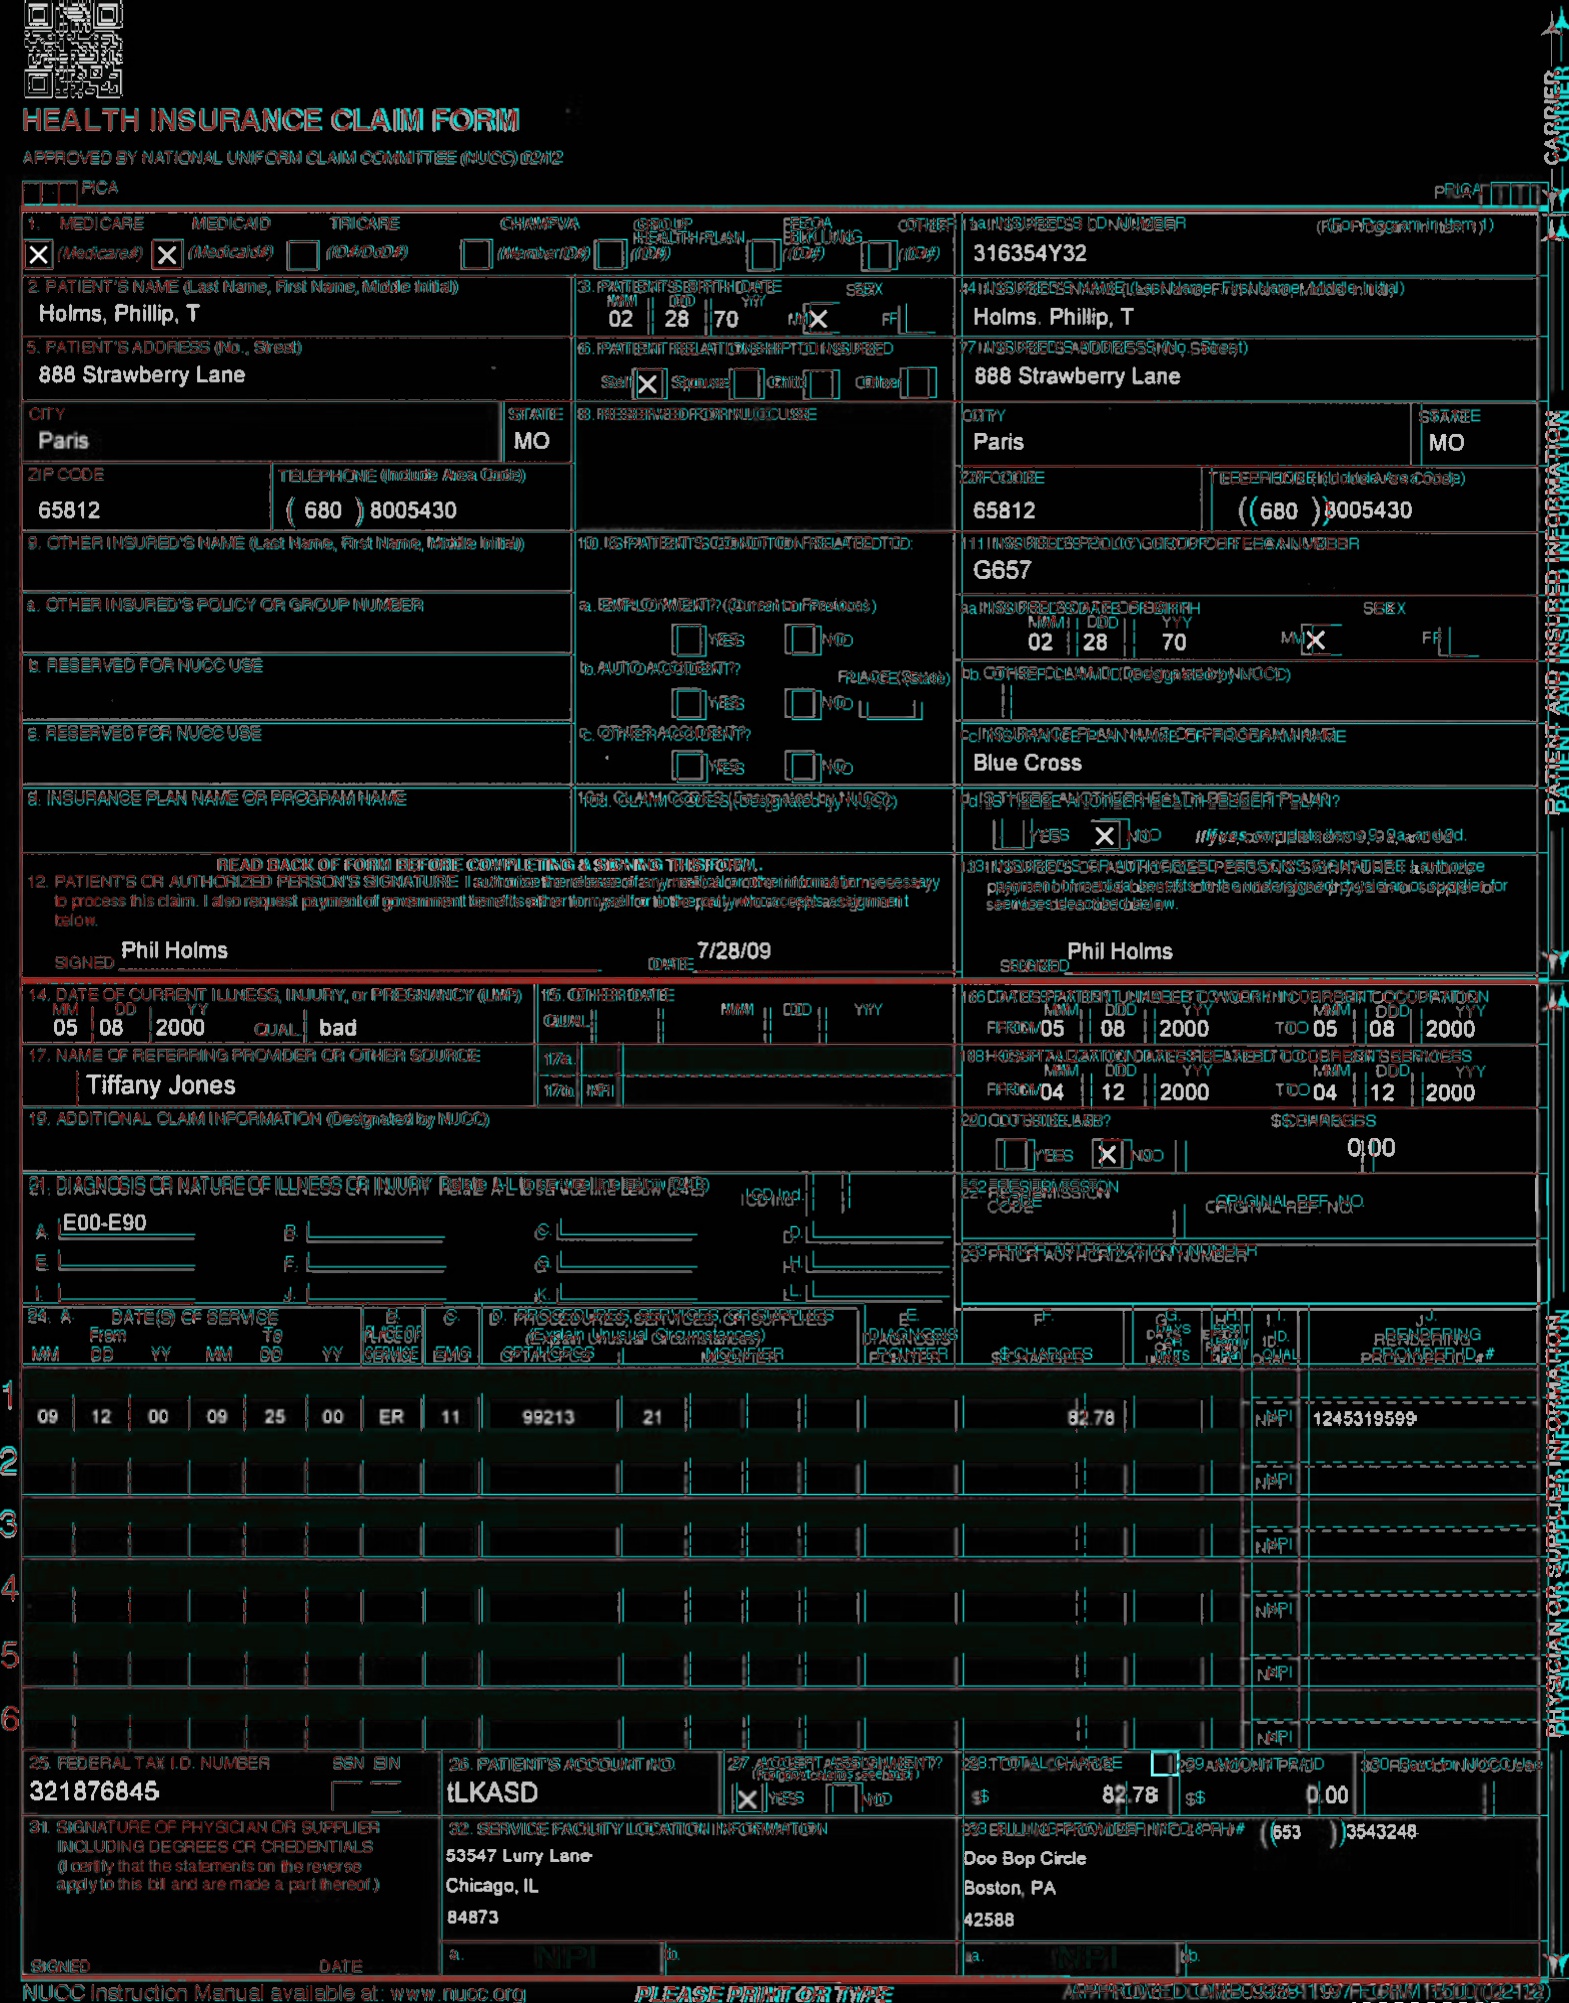 HEALTH INSURANCE CLAIM FORM
APPROVED BY NATIONAL UNIFORM CLAIM COMMITTEE (NUCC) 02/12
PICA
PICA
CARRIER
1. MEDICARE MEDICAID TRICARE CHAMPVA GROUP HEALTH PLAN FECA BLK LUNG OTHER
(Medicare#) (Medicaid#) (ID#/DoD#) (Member ID#) (ID#) (ID#) (ID#)
1a. INSURED'S I.D. NUMBER (For Program in Item 1)
316354Y32
2. PATIENT'S NAME (Last Name, First Name, Middle Initial)
Holms, Phillip, T
3. PATIENT'S BIRTH DATE SEX
MM DD YY
02 28 70 M F
4. INSURED'S NAME (Last Name, First Name, Middle Initial)
Holms. Phillip, T
5. PATIENT'S ADDRESS (No., Street)
888 Strawberry Lane
6. PATIENT RELATIONSHIP TO INSURED
Self Spouse Child Other
7. INSURED'S ADDRESS (No., Street)
888 Strawberry Lane
CITY STATE
Paris MO
8. RESERVED FOR NUCC USE
CITY STATE
Paris MO
ZIP CODE TELEPHONE (Include Area Code)
65812 ( 680 ) 8005430
ZIP CODE TELEPHONE (Include Area Code)
65812 ( 680 ) 8005430
9. OTHER INSURED'S NAME (Last Name, First Name, Middle Initial)
10. IS PATIENT'S CONDITION RELATED TO:
11. INSURED'S POLICY GROUP OR FECA NUMBER
G657
a. OTHER INSURED'S POLICY OR GROUP NUMBER
a. EMPLOYMENT? (Current or Previous)
YES NO
a. INSURED'S DATE OF BIRTH SEX
MM DD YY
02 28 70 M F
b. RESERVED FOR NUCC USE
b. AUTO ACCIDENT? PLACE (State)
YES NO
b. OTHER CLAIM ID (Designated by NUCC)
c. RESERVED FOR NUCC USE
c. OTHER ACCIDENT?
YES NO
c. INSURANCE PLAN NAME OR PROGRAM NAME
Blue Cross
d. INSURANCE PLAN NAME OR PROGRAM NAME
10d. CLAIM CODES (Designated by NUCC)
d. IS THERE ANOTHER HEALTH BENEFIT PLAN?
YES NO If yes, complete items 9, 9a, and 9d.
READ BACK OF FORM BEFORE COMPLETING & SIGNING THIS FORM.
12. PATIENT'S OR AUTHORIZED PERSON'S SIGNATURE I authorize the release of any medical or other information necessary
to process this claim. I also request payment of government benefits either to myself or to the party who accepts assignment
below.
SIGNED Phil Holms DATE 7/28/09
13. INSURED'S OR AUTHORIZED PERSON'S SIGNATURE I authorize
payment of medical benefits to the undersigned physician or supplier for
services described below.
SIGNED Phil Holms
PATIENT AND INSURED INFORMATION
14. DATE OF CURRENT ILLNESS, INJURY, or PREGNANCY (LMP)
MM DD YY
05 08 2000 QUAL. bad
15. OTHER DATE
QUAL. MM DD YY
16. DATES PATIENT UNABLE TO WORK IN CURRENT OCCUPATION
MM DD YY MM DD YY
FROM 05 08 2000 TO 05 08 2000
17. NAME OF REFERRING PROVIDER OR OTHER SOURCE
Tiffany Jones
17a.
17b. NPI
18. HOSPITALIZATION DATES RELATED TO CURRENT SERVICES
MM DD YY MM DD YY
FROM 04 12 2000 TO 04 12 2000
19. ADDITIONAL CLAIM INFORMATION (Designated by NUCC)
20. OUTSIDE LAB? $ CHARGES
YES NO 0.00
21. DIAGNOSIS OR NATURE OF ILLNESS OR INJURY Relate A-L to service line below (24E) ICD Ind.
A. E00-E90 B. C. D.
E. F. G. H.
I. J. K. L.
22. RESUBMISSION CODE ORIGINAL REF. NO.
23. PRIOR AUTHORIZATION NUMBER
24. A. DATE(S) OF SERVICE B. C. D. PROCEDURES, SERVICES, OR SUPPLIES E. F. G. H. I. J.
From To PLACE OF (Explain Unusual Circumstances) DIAGNOSIS DAYS ID. RENDERING
MM DD YY MM DD YY SERVICE EMG CPT/HCPCS MODIFIER POINTER $ CHARGES UNITS QUAL. PROVIDER ID. #
1
09 12 00 09 25 00 ER 11 99213 21 82.78 NPI 1245319599
2
NPI
3
NPI
4
NPI
5
NPI
6
NPI
25. FEDERAL TAX I.D. NUMBER SSN EIN
321876845
26. PATIENT'S ACCOUNT NO.
tLKASD
27. ACCEPT ASSIGNMENT?
(For govt. claims, see back)
YES NO
28. TOTAL CHARGE
$ 82.78
29. AMOUNT PAID
$ 0.00
30. Rsvd for NUCC Use
31. SIGNATURE OF PHYSICIAN OR SUPPLIER
INCLUDING DEGREES OR CREDENTIALS
(I certify that the statements on the reverse
apply to this bill and are made a part thereof.)
SIGNED DATE
32. SERVICE FACILITY LOCATION INFORMATION
53547 Lurry Lane
Chicago, IL
84873
a. NPI b.
33. BILLING PROVIDER INFO & PH # ( 653 ) 3543248
Doo Bop Circle
Boston, PA
42588
a. NPI b.
PHYSICIAN OR SUPPLIER INFORMATION
NUCC Instruction Manual available at: www.nucc.org
PLEASE PRINT OR TYPE
APPROVED OMB-0938-1197 FORM 1500 (02-12)